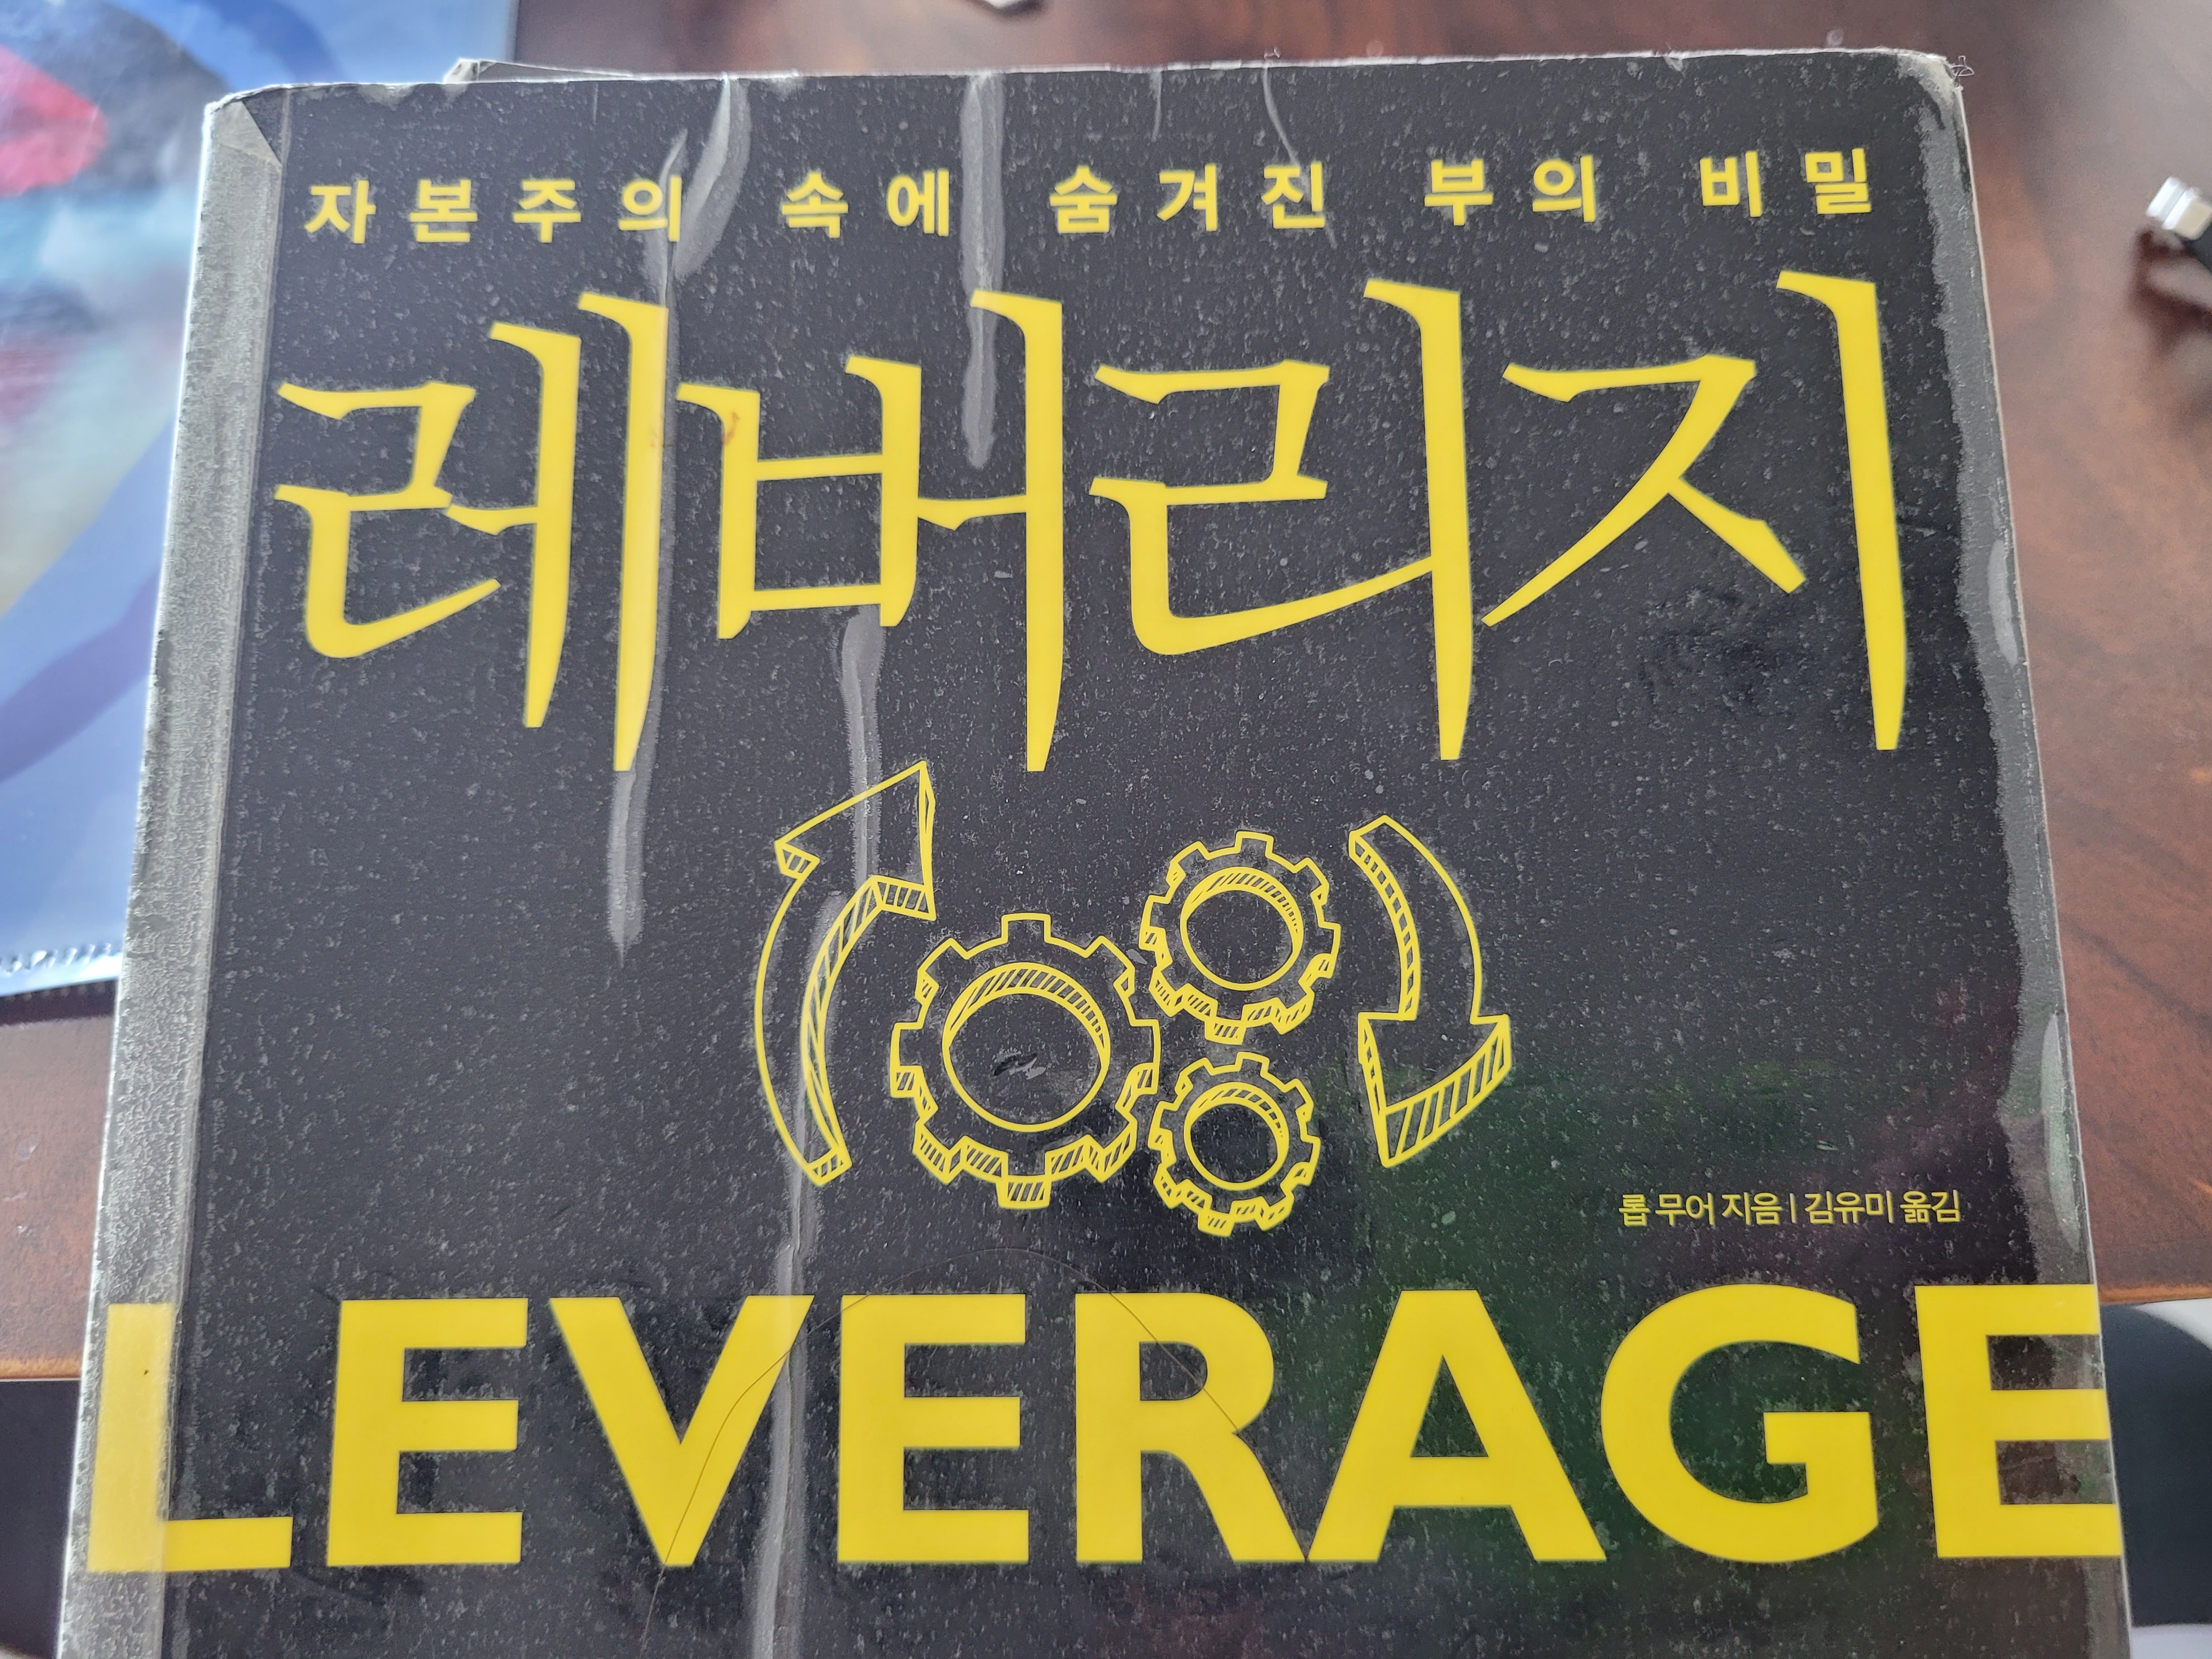 자본주의 속에 숨겨진 부의 비밀
레버리지
롭 무어 지음 | 김유미 옮김
LEVERAGE